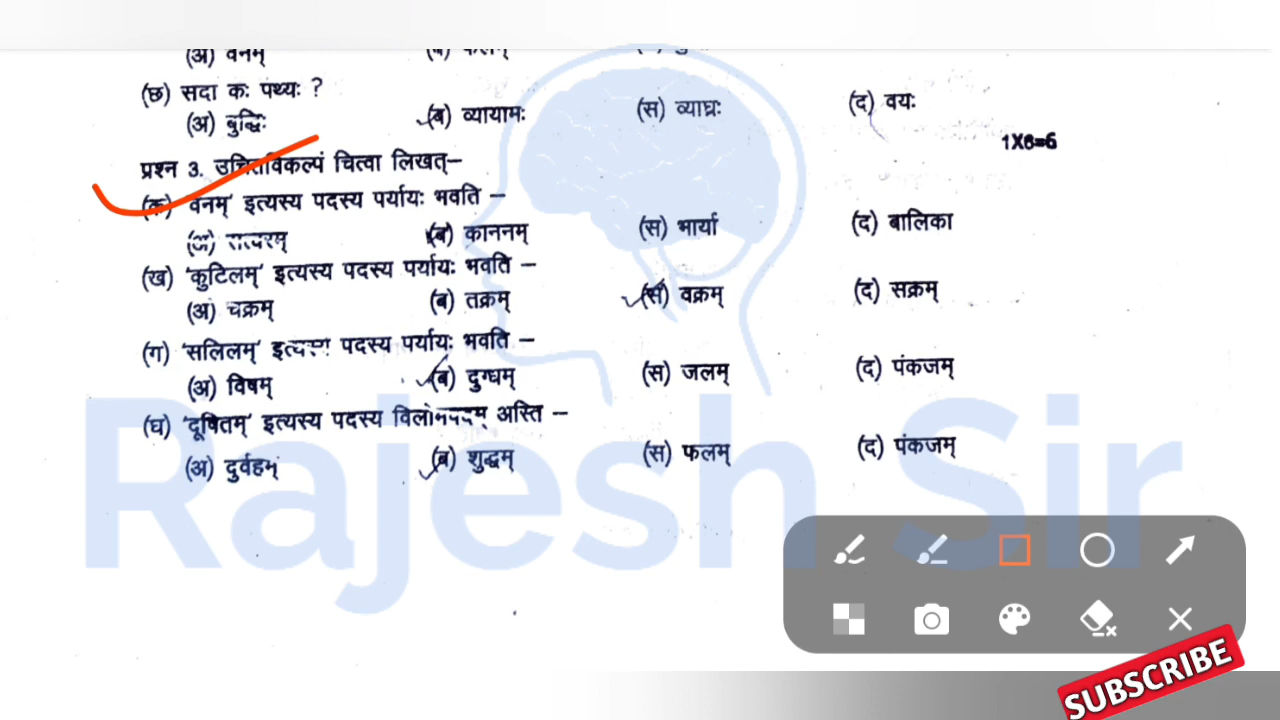 (अ) वनम्
(छ) सदा कः पथ्यः ?
(अ) बुद्धिः (ब) व्यायामः (स) व्याघ्रः (द) वयः
1X6=6
प्रश्न 3. उचितविकल्पं चित्वा लिखत्–
(क) 'वनम्' इत्यस्य पदस्य पर्यायः भवति –
(अ) (ब) काननम् (स) भार्या (द) बालिका
(ख) 'कुटिलम्' इत्यस्य पदस्य पर्यायः भवति –
(अ) चक्रम् (ब) तक्रम् (स) वक्रम् (द) सक्रम्
(ग) 'सलिलम्' इत्यस्य पदस्य पर्यायः भवति –
(अ) विषम् (ब) दुग्धम् (स) जलम् (द) पंकजम्
(घ) 'दूषितम्' इत्यस्य पदस्य विलोमपदम् अस्ति –
(अ) दुर्वहम् (ब) शुद्धम् (स) फलम् (द) पंकजम्
Rajesh Sir
SUBSCRIBE